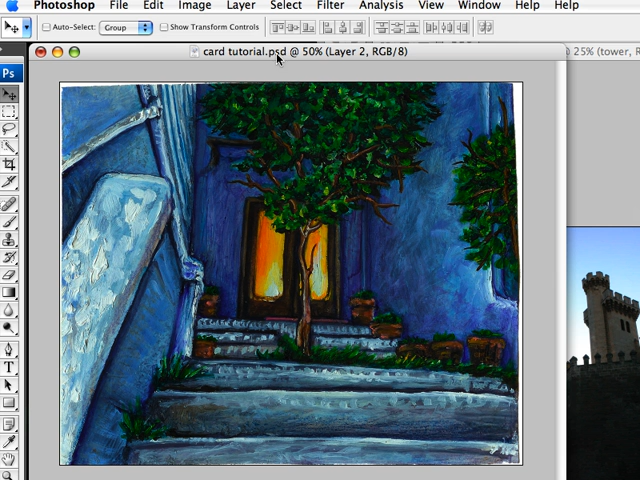 Photoshop File Edit Image Layer Select Filter Analysis View Window Help
Auto-Select: Group Show Transform Controls
card tutorial.psd @ 50% (Layer 2, RGB/8)
@ 25% (tower, R
Ps
T